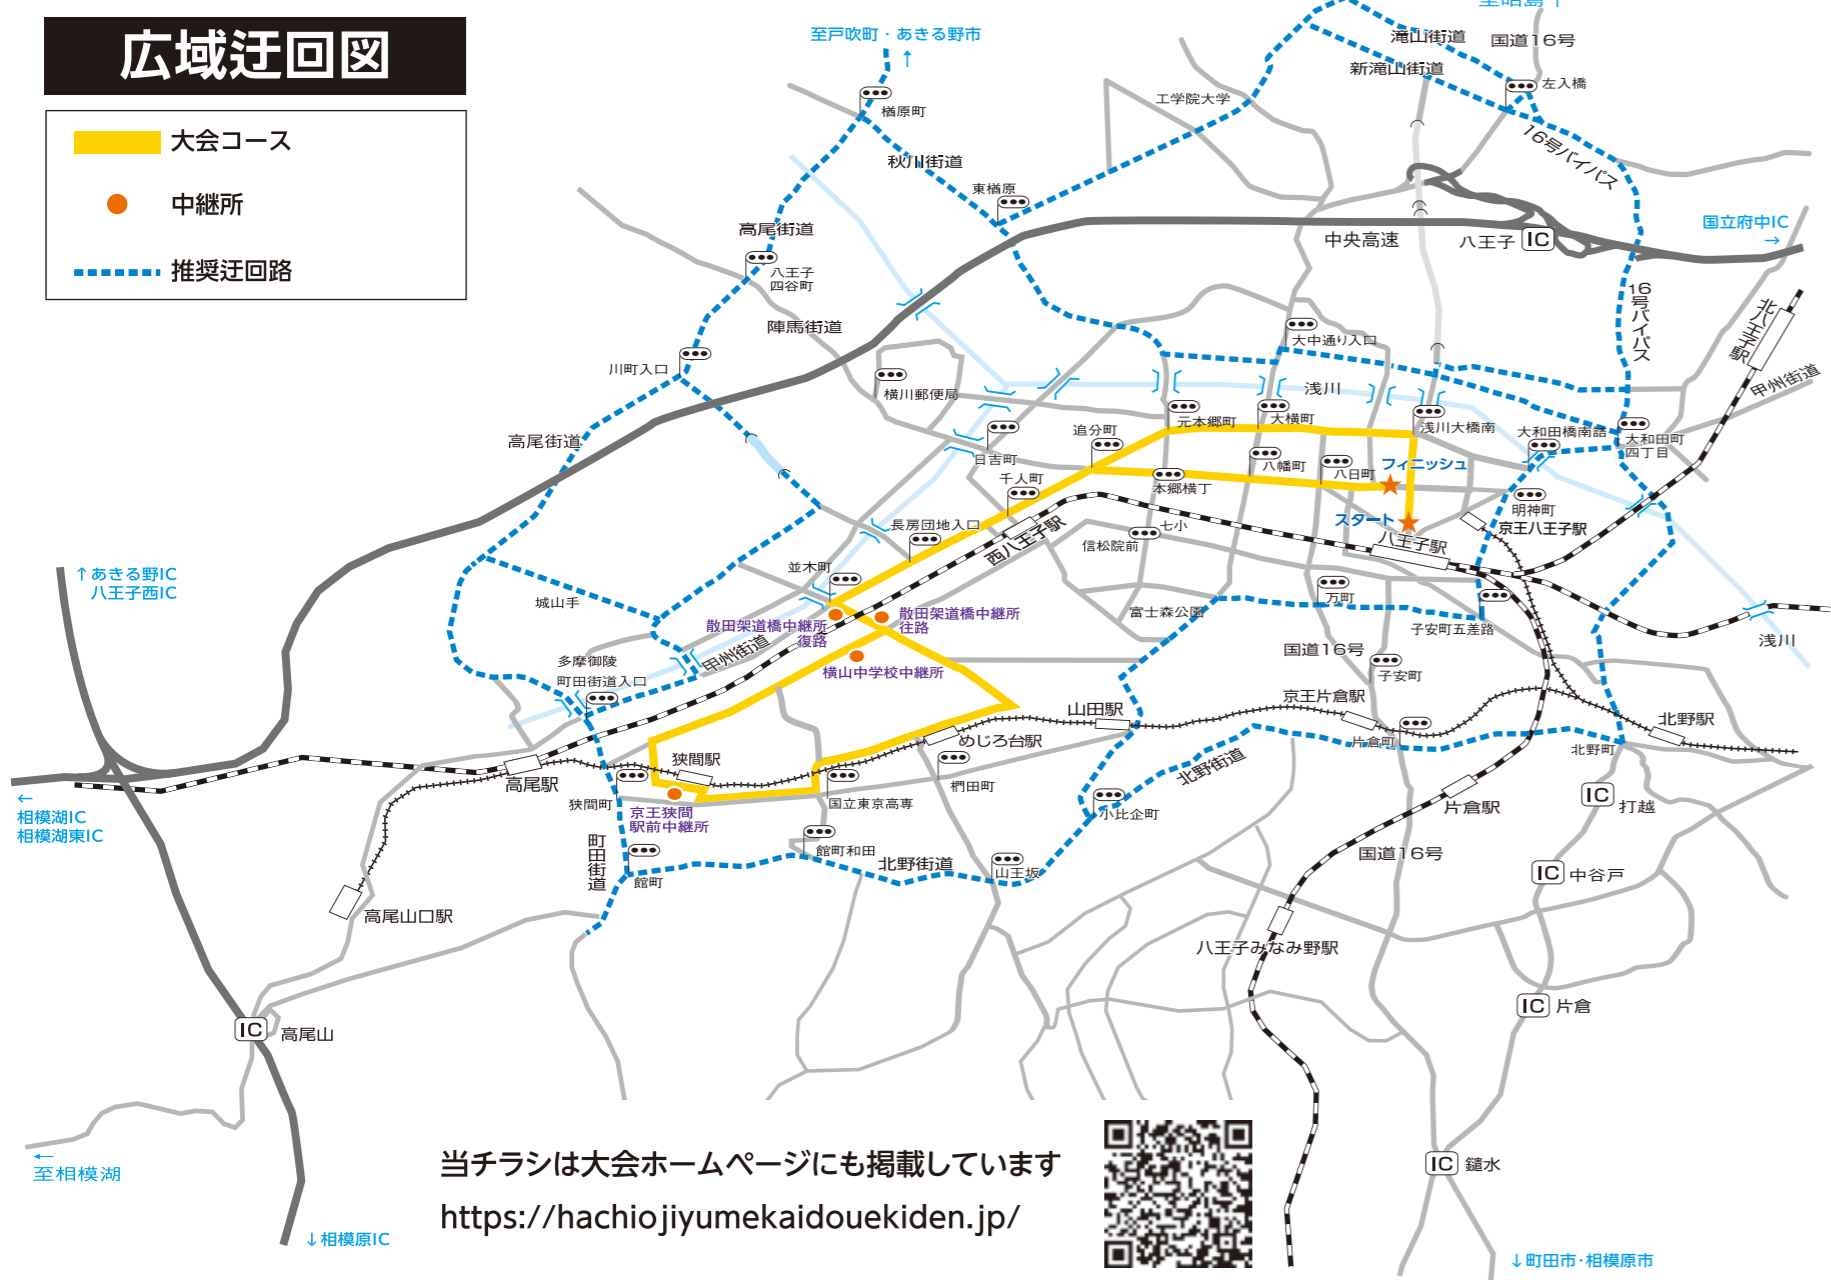 広域迂回図
大会コース
中継所
推奨迂回路
至戸吹町・あきる野市
↑
楢原町
秋川街道
東楢原
高尾街道
八王子
四谷町
陣馬街道
川町入口
高尾街道
横川郵便局
日吉町
千人町
追分町
長房団地入口
並木町
西八王子駅
工学院大学
滝山街道
国道16号
新滝山街道
左入橋
16号バイパス
国立府中IC
→
中央高速
八王子
IC
16号バイパス
北八王子駅
甲州街道
大中通り入口
浅川
元本郷町
大横町
浅川大橋南
大和田橋南詰
大和田町
四丁目
八幡町
八日町
フィニッシュ
本郷横丁
スタート
明神町
京王八王子駅
八王子駅
七小
信松院前
万町
富士森公園
子安町五差路
浅川
国道16号
子安町
↑あきる野IC
八王子西IC
城山手
散田架道橋中継所
復路
散田架道橋中継所
往路
甲州街道
横山中学校中継所
多摩御陵
町田街道入口
山田駅
京王片倉駅
北野駅
めじろ台駅
片倉町
北野町
狭間駅
高尾駅
椚田町
北野街道
狭間町
京王狭間
駅前中継所
国立東京高専
小比企町
片倉駅
IC
打越
←
相模湖IC
相模湖東IC
町田街道
館町和田
北野街道
館町
山王坂
国道16号
IC
中谷戸
高尾山口駅
八王子みなみ野駅
IC
片倉
IC
高尾山
当チラシは大会ホームページにも掲載しています
https://hachiojiyumekaidouekiden.jp/
←
至相模湖
IC
鑓水
↓相模原IC
↓町田市･相模原市